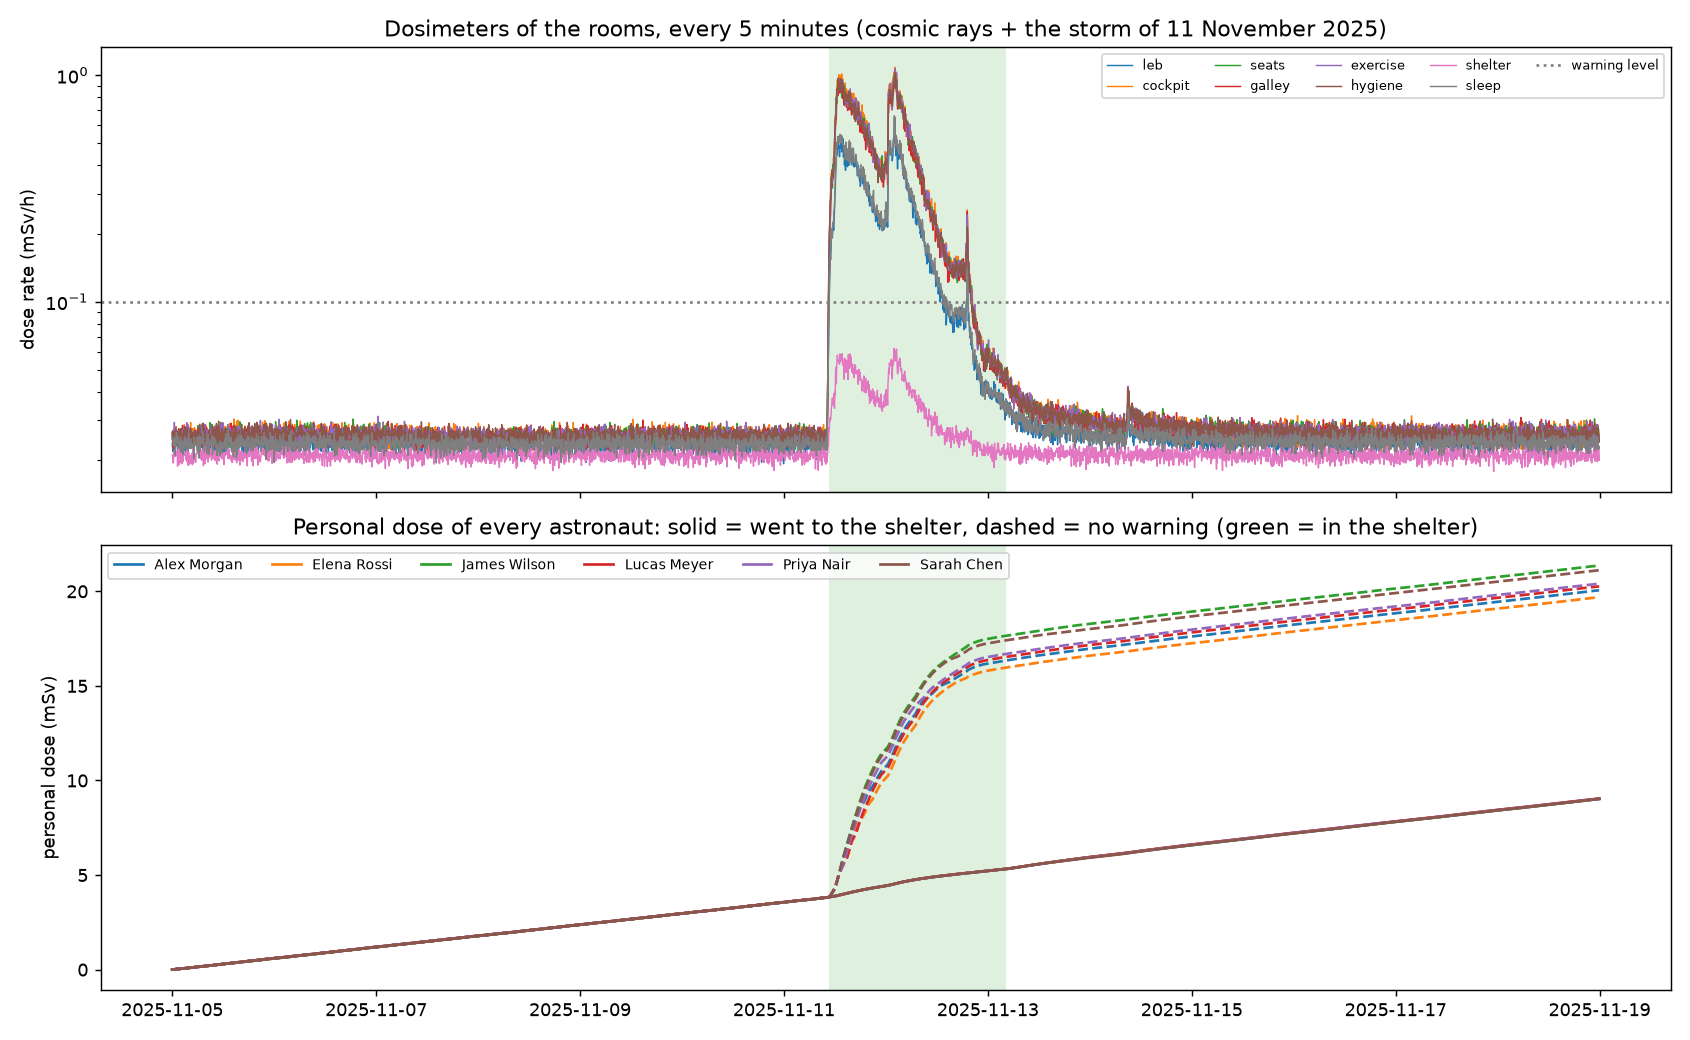 Dosimeters of the rooms, every 5 minutes (cosmic rays + the storm of 11 November 2025)
dose rate (mSv/h)
10⁰
10⁻¹
leb
cockpit
seats
galley
exercise
hygiene
shelter
sleep
warning level
Personal dose of every astronaut: solid = went to the shelter, dashed = no warning (green = in the shelter)
personal dose (mSv)
Alex Morgan
Elena Rossi
James Wilson
Lucas Meyer
Priya Nair
Sarah Chen
20
15
10
5
0
2025-11-05
2025-11-07
2025-11-09
2025-11-11
2025-11-13
2025-11-15
2025-11-17
2025-11-19